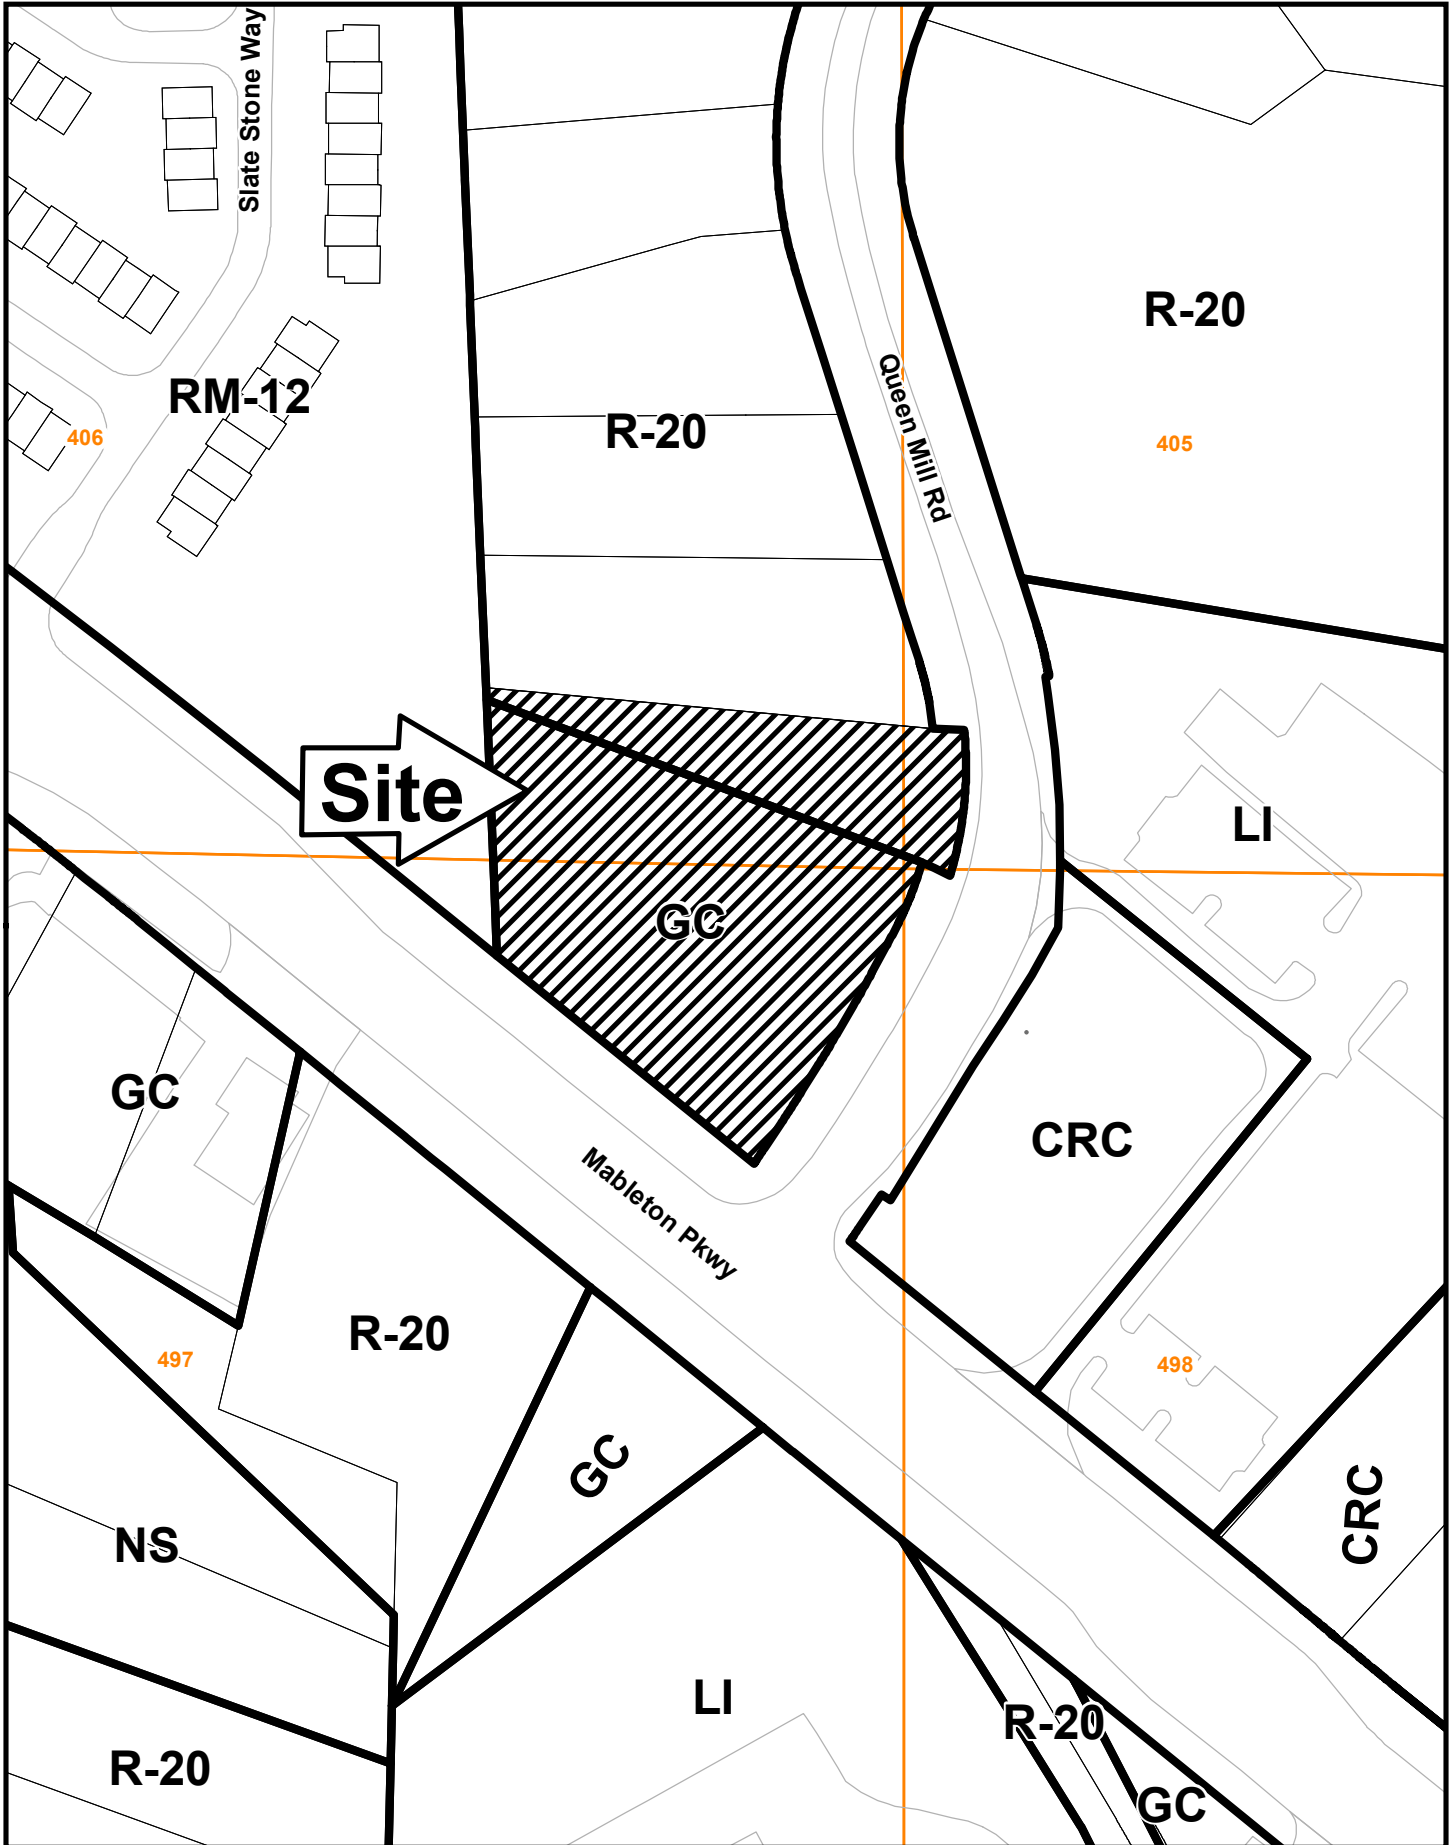 Slate Stone Way
R-20
Queen Mill Rd
RM-12
R-20
406
405
Site
LI
GC
GC
CRC
Mableton Pkwy
R-20
497
498
GC
CRC
NS
LI
R-20
R-20
GC